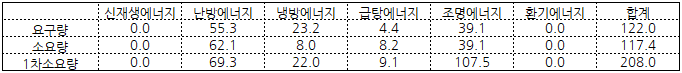 신재생에너지 난방에너지 냉방에너지 급탕에너지 조명에너지 환기에너지 합계
요구량 0.0 55.3 23.2 4.4 39.1 0.0 122.0
소요량 0.0 62.1 8.0 8.2 39.1 0.0 117.4
1차소요량 0.0 69.3 22.0 9.1 107.5 0.0 208.0